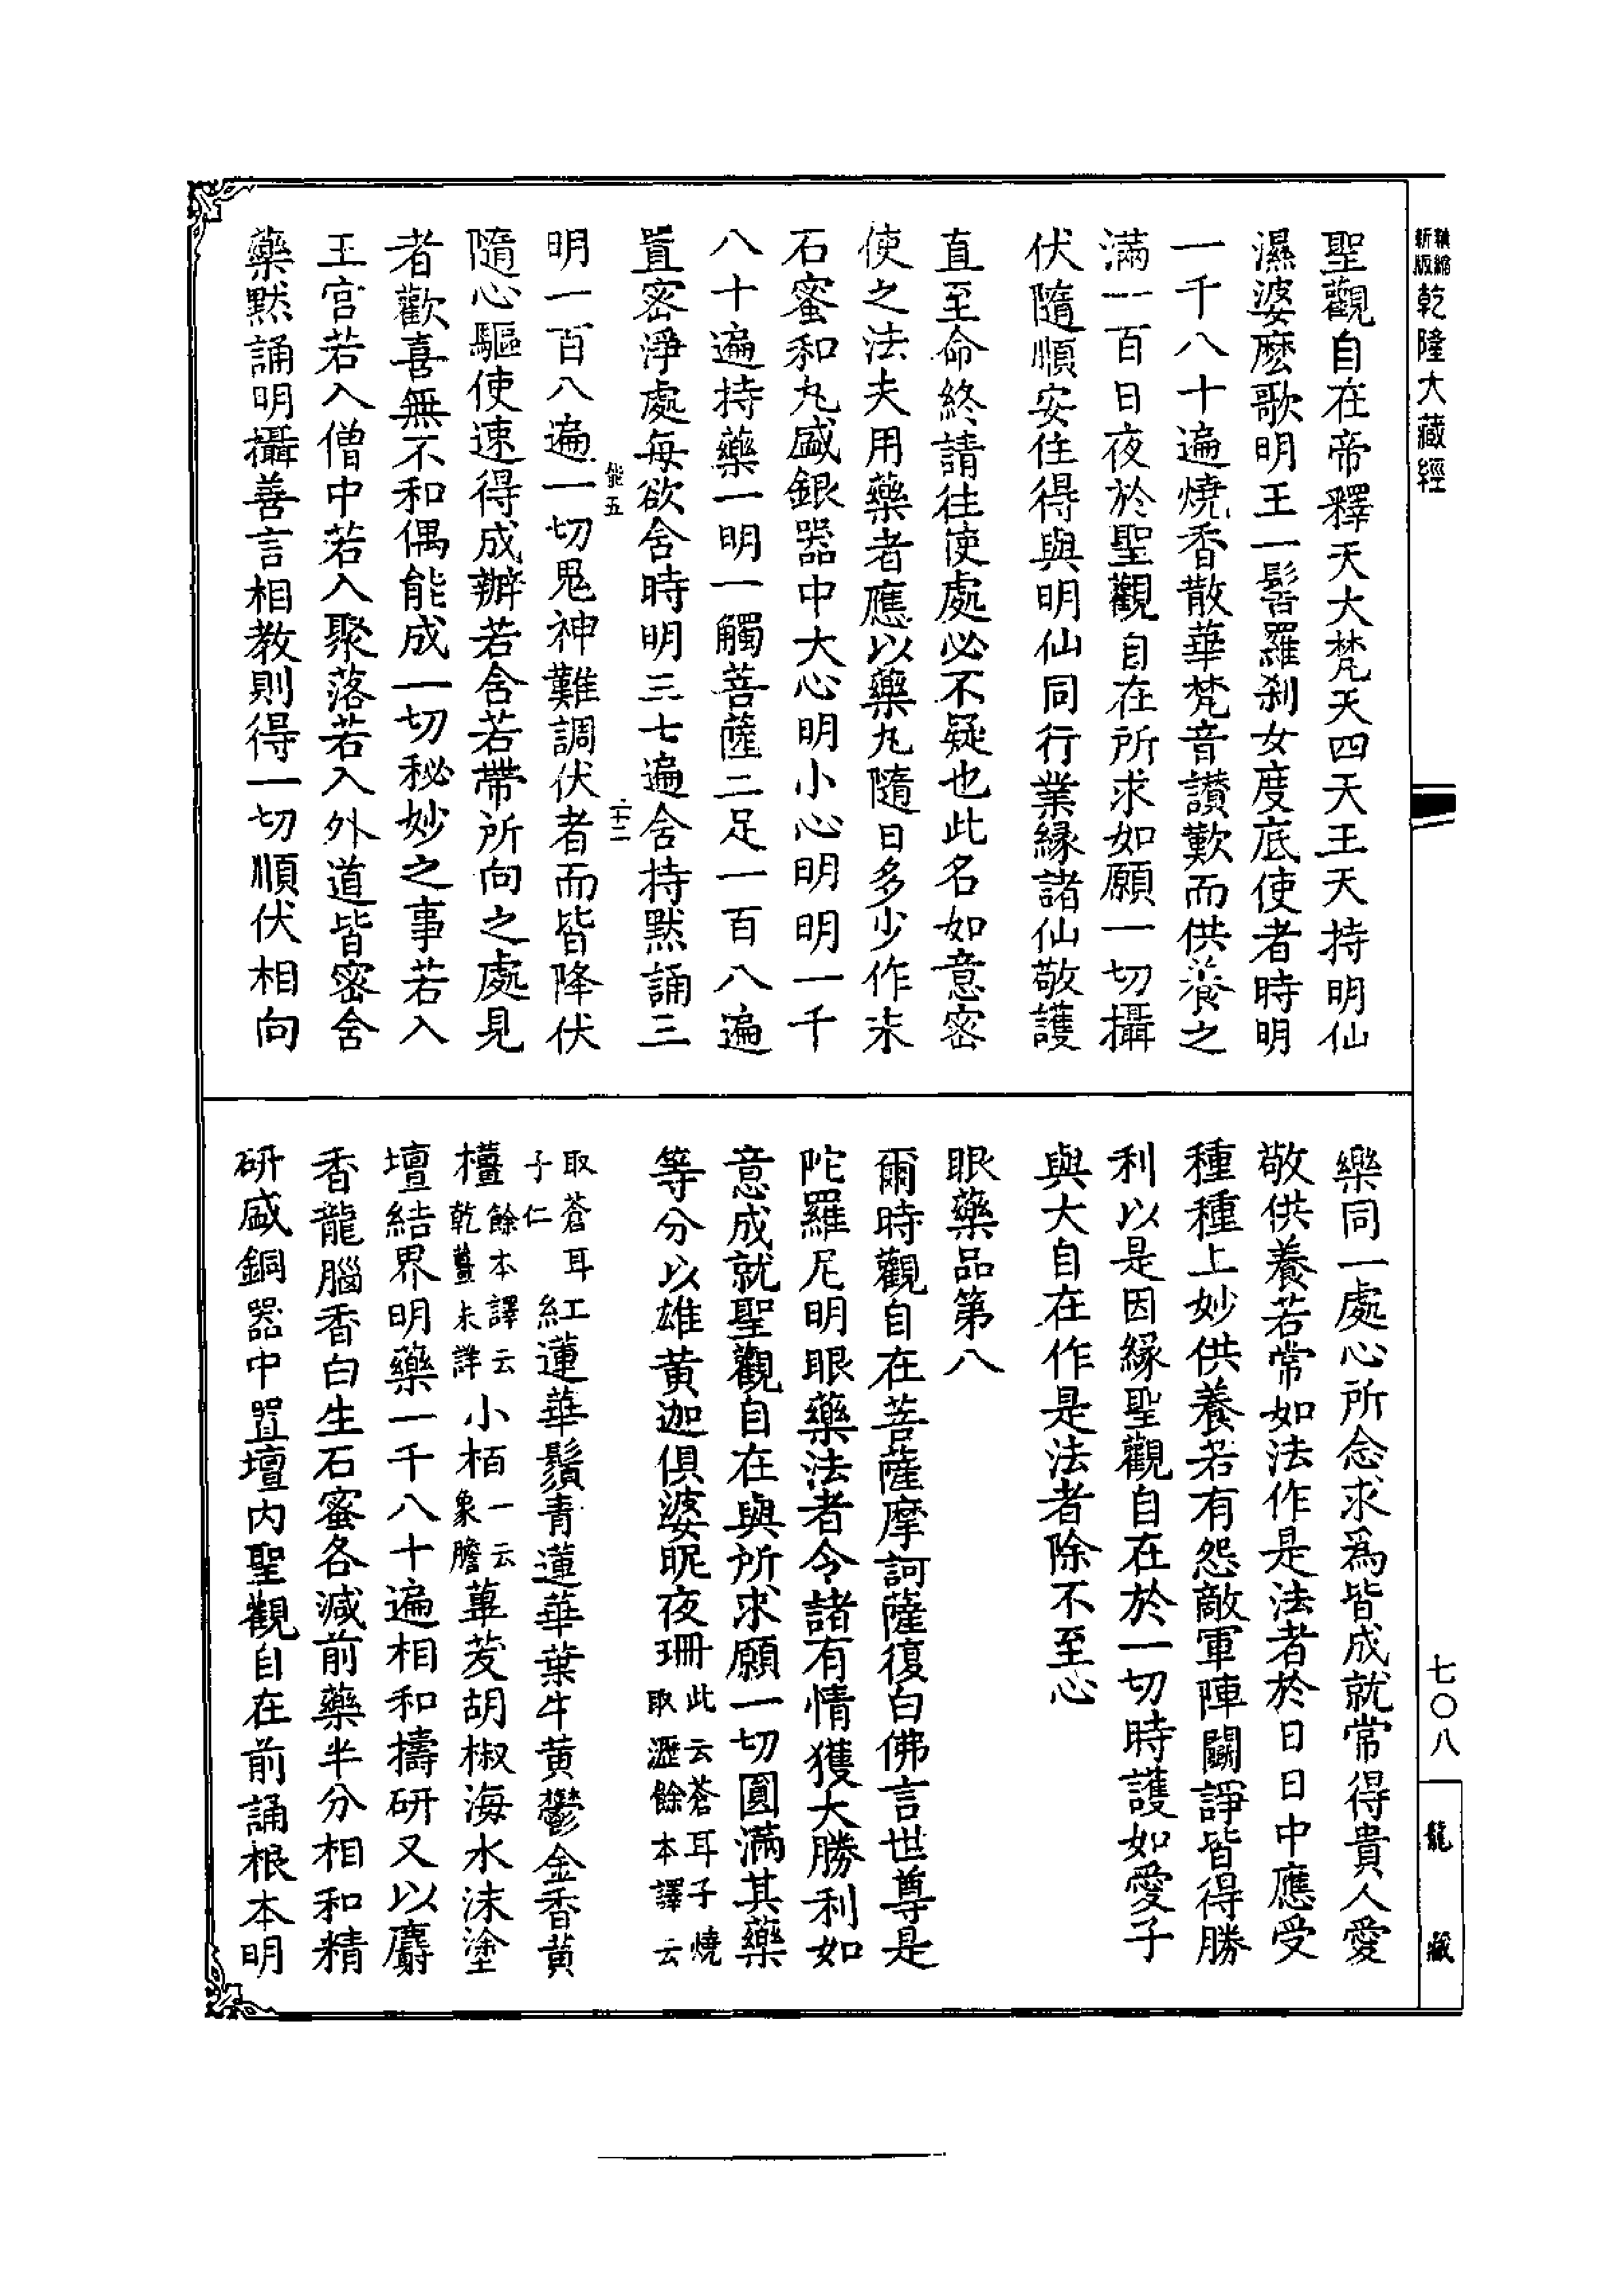 新版精縮乾隆大藏經
聖觀自在帝釋天大梵天四天王天持明仙
濕婆麽歌明王一髻羅剎女度底使者時明
一千八十遍燒香散華梵音讃歎而供養之
滿一百日夜於聖觀自在所求如願一切攝
伏隨順安住得與明仙同行業縁諸仙敬護
直至命終請往使處必不疑也此名如意密
使之法夫用藥者應以藥丸隨日多少作末
石蜜和丸盛銀器中大心明小心明明一千
八十遍持藥一明一觸菩薩二足一百八遍
置密淨處每欲含時明三七遍含持默誦三
能五
二十二
明一百八遍一切鬼神難調伏者而皆降伏
隨心驅使速得成辦若含若帶所向之處見
者歡喜無不和偶能成一切秘妙之事若入
王宮若入僧中若入聚落若入外道皆密含
藥默誦明攝善言相教則得一切順伏相向
樂同一處心所念求爲皆成就常得貴人愛
敬供養若常如法作是法者於日日中應受
種種上妙供養若有怨敵軍陣鬭諍皆得勝
利以是因縁聖觀自在於一切時護如愛子
與大自在作是法者除不至心
眼藥品第八
爾時觀自在菩薩摩訶薩復白佛言世尊是
陀羅尼明眼藥法者令諸有情獲大勝利如
意成就聖觀自在與所求願一切圓滿其藥
等分以雄黃迦俱婆昵夜珊此云蒼耳子燒取瀝餘本譯云
取蒼耳子仁紅蓮華鬚青蓮華葉牛黃鬱金香黃
櫃餘本譯云乾薑未詳小栢一云象膽蓽茇胡椒海水沫塗
壇結界明藥一千八十遍相和擣研又以麝
香龍腦香白生石蜜各減前藥半分相和精
研盛銅器中置壇內聖觀自在前誦根本明
七〇八
龍藏